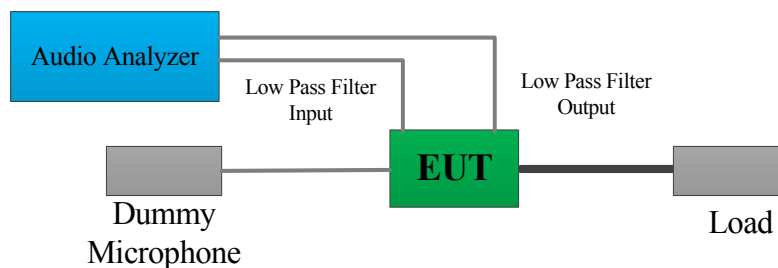 Audio Analyzer
Low Pass Filter
Input
Low Pass Filter
Output
EUT
Dummy
Microphone
Load